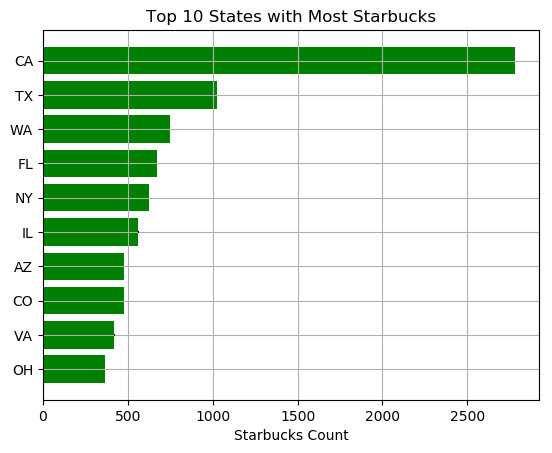 Top 10 States with Most Starbucks
CA
TX
WA
FL
NY
IL
AZ
CO
VA
OH
0 500 1000 1500 2000 2500
Starbucks Count